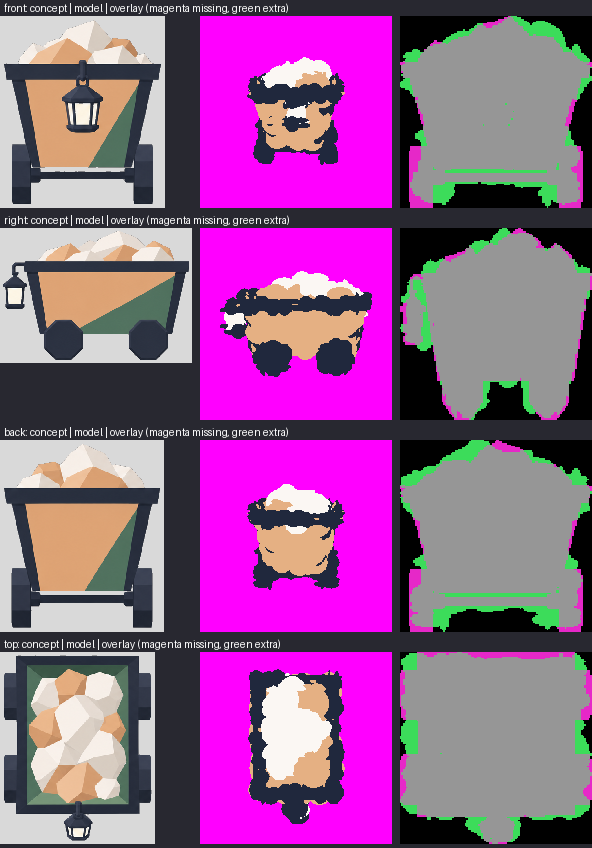 front: concept | model | overlay (magenta missing, green extra)
right: concept | model | overlay (magenta missing, green extra)
back: concept | model | overlay (magenta missing, green extra)
top: concept | model | overlay (magenta missing, green extra)